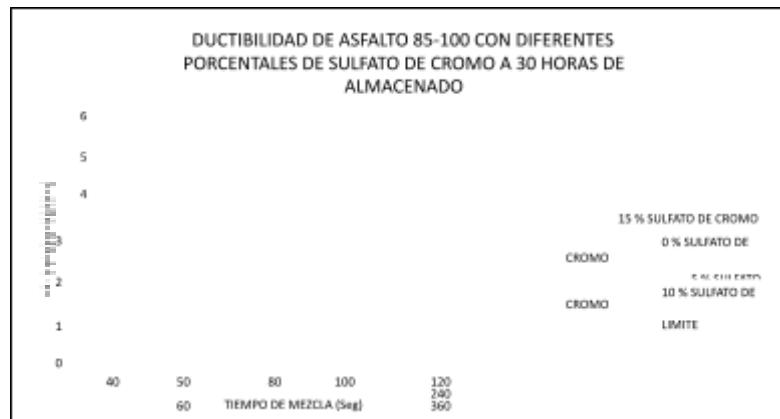 DUCTIBILIDAD DE ASFALTO 85-100 CON DIFERENTES
PORCENTALES DE SULFATO DE CROMO A 30 HORAS DE
ALMACENADO
6
5
4
3
2
1
0
15 % SULFATO DE CROMO
0 % SULFATO DE
CROMO
10 % SULFATO DE
CROMO
LIMITE
40 50 80 100 120
240
60 TIEMPO DE MEZCLA (Seg) 360